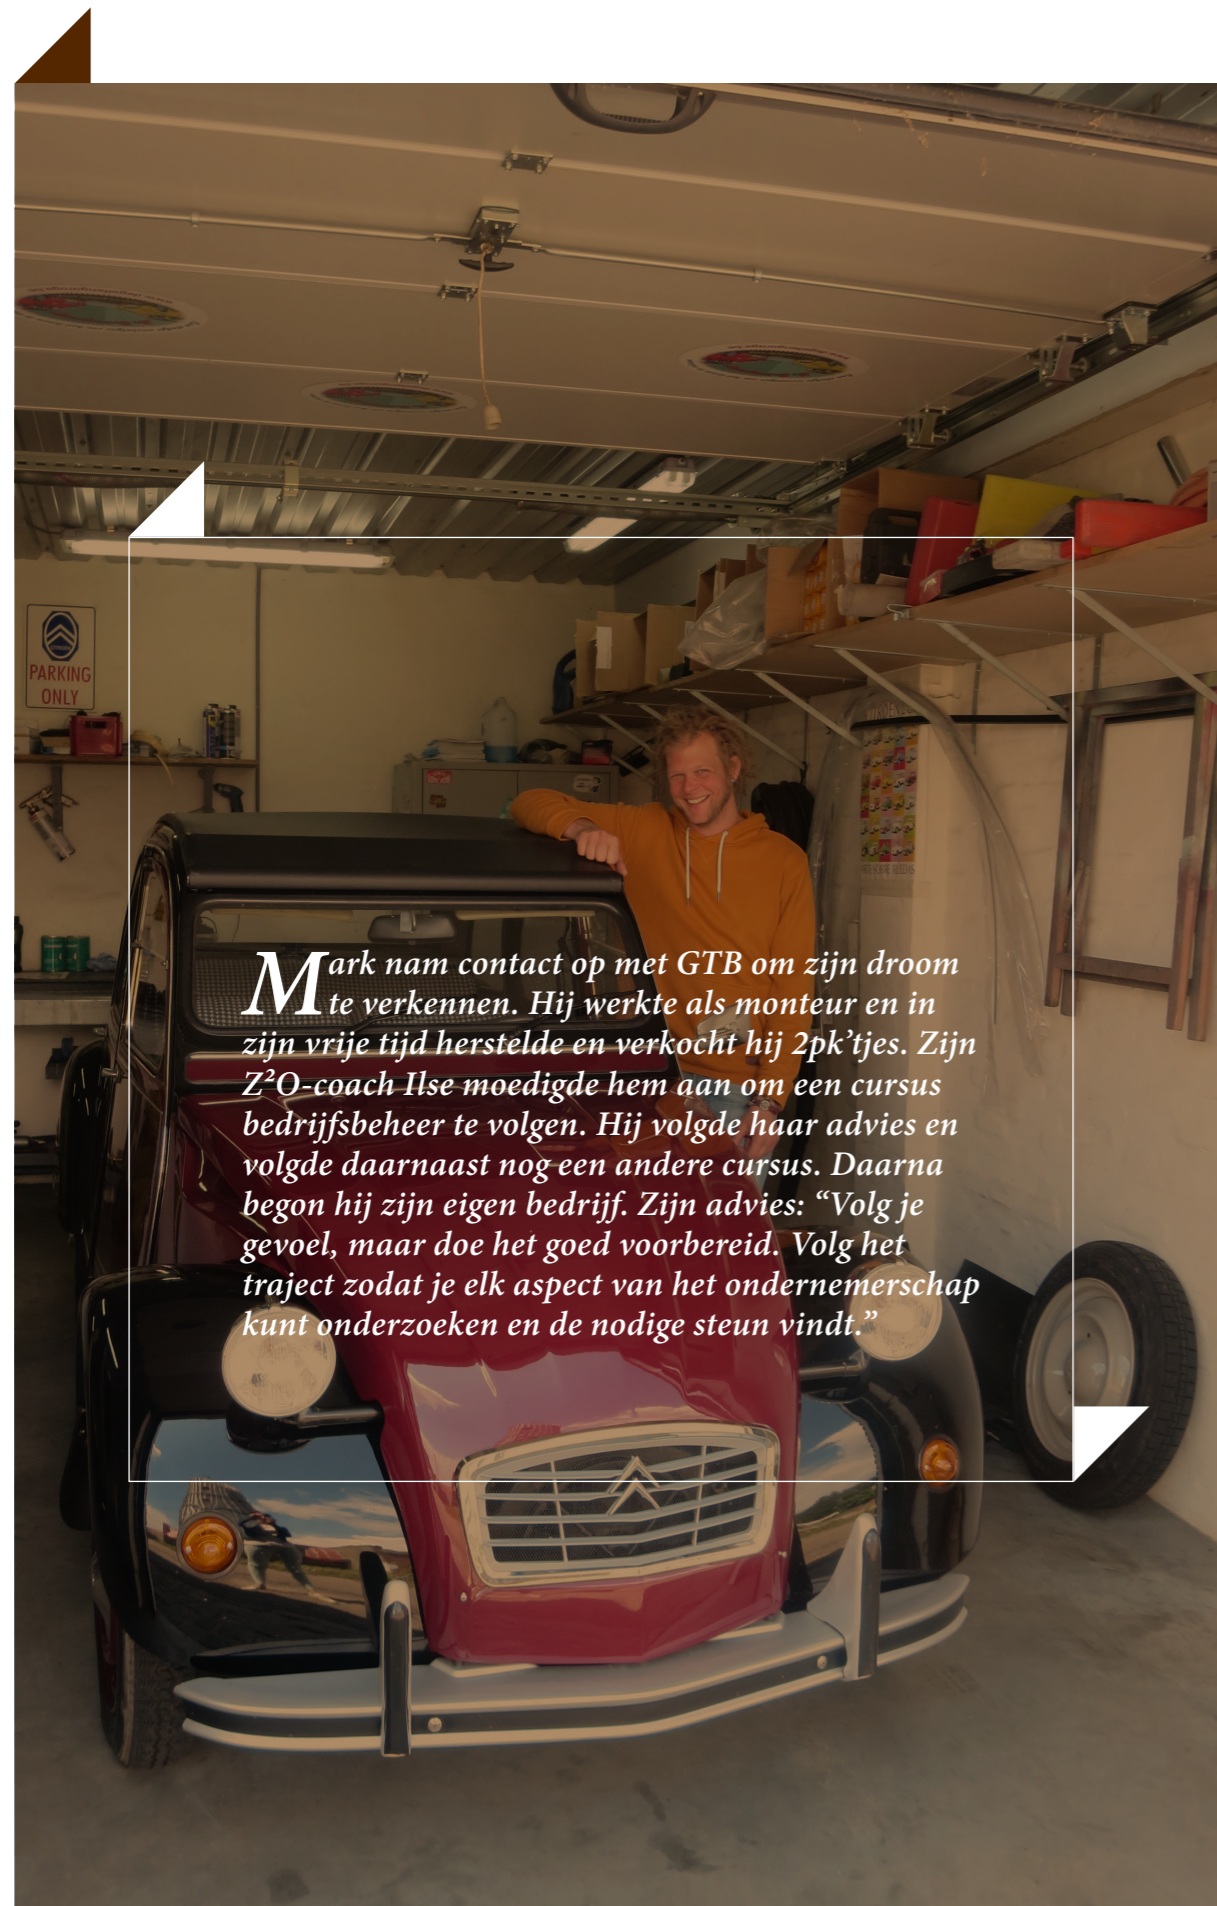 PARKING
ONLY
Mark nam contact op met GTB om zijn droom
te verkennen. Hij werkte als monteur en in
zijn vrije tijd herstelde en verkocht hij 2pk’tjes. Zijn
Z²O-coach Ilse moedigde hem aan om een cursus
bedrijfsbeheer te volgen. Hij volgde haar advies en
volgde daarnaast nog een andere cursus. Daarna
begon hij zijn eigen bedrijf. Zijn advies: “Volg je
gevoel, maar doe het goed voorbereid. Volg het
traject zodat je elk aspect van het ondernemerschap
kunt onderzoeken en de nodige steun vindt.”